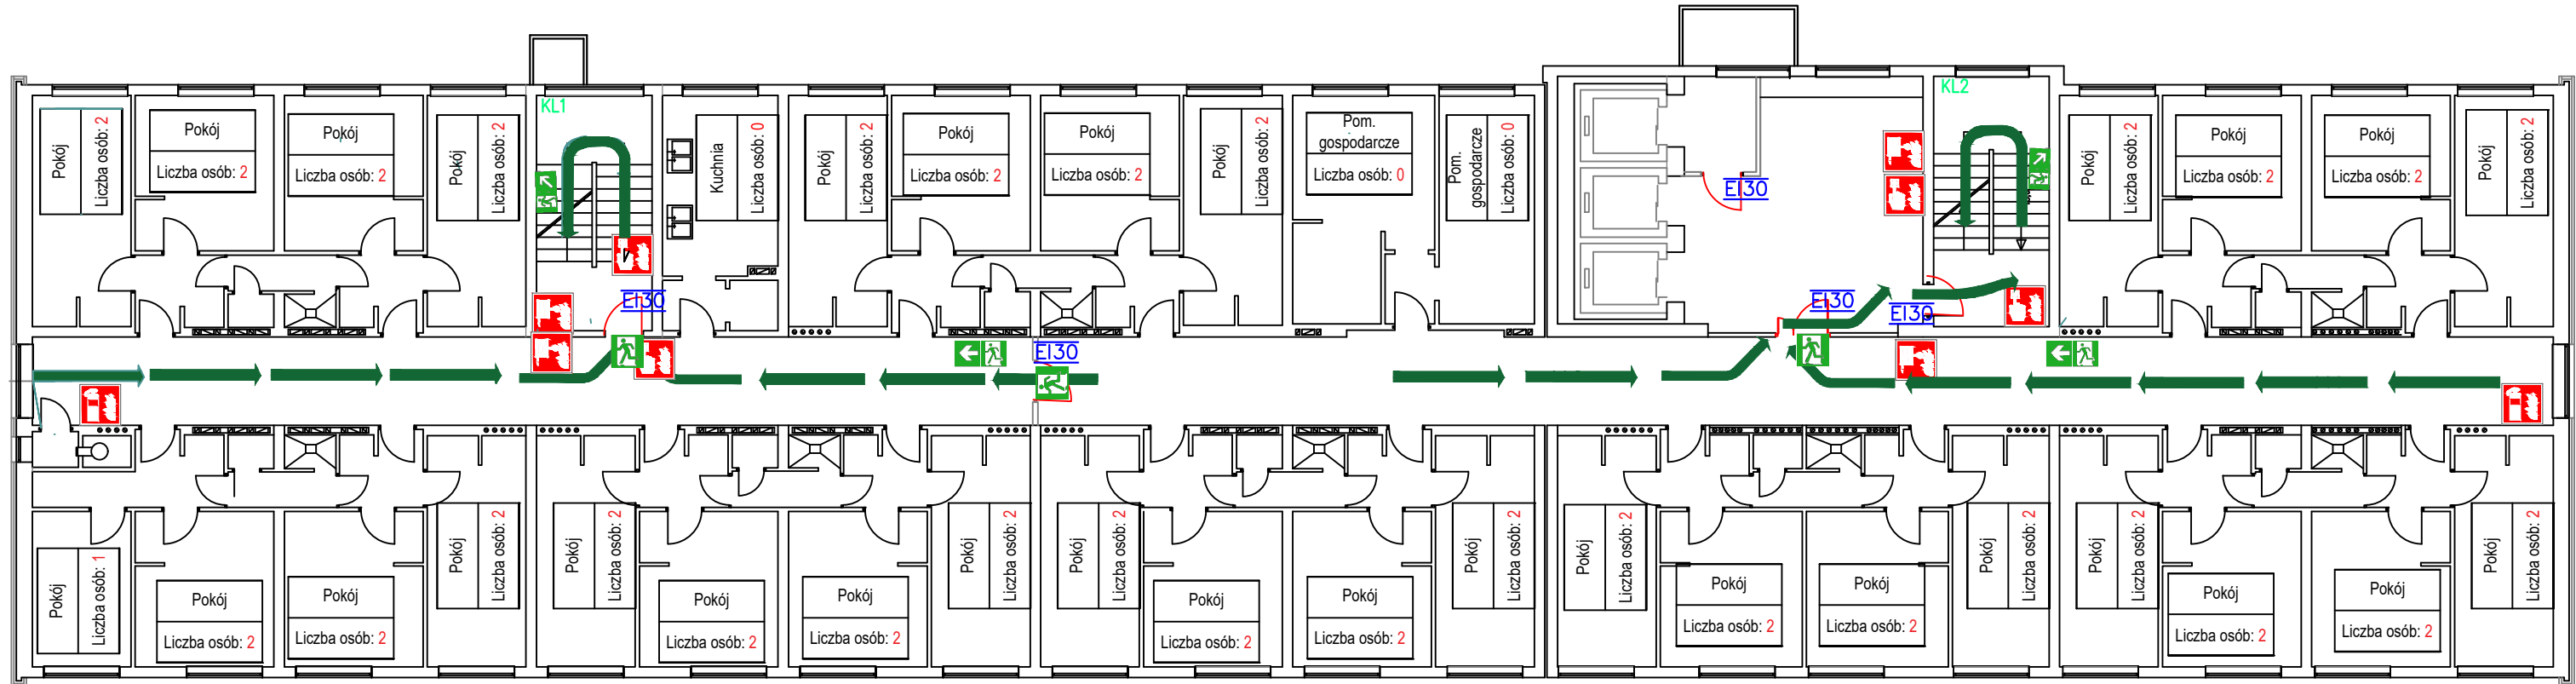 KL1
KL2
Pokój
Liczba osób: 2
Pokój
Liczba osób: 2
Pokój
Liczba osób: 2
Pokój
Liczba osób: 2
Kuchnia
Liczba osób: 0
Pokój
Liczba osób: 2
Pokój
Liczba osób: 2
Pokój
Liczba osób: 2
Pokój
Liczba osób: 2
Pom.
gospodarcze
Liczba osób: 0
Pom.
gospodarcze
Liczba osób: 0
Pokój
Liczba osób: 2
Pokój
Liczba osób: 2
Pokój
Liczba osób: 2
Pokój
Liczba osób: 2
EI30
EI30
EI30
EI30
EI30
Pokój
Liczba osób: 1
Pokój
Liczba osób: 2
Pokój
Liczba osób: 2
Pokój
Liczba osób: 2
Pokój
Liczba osób: 2
Pokój
Liczba osób: 2
Pokój
Liczba osób: 2
Pokój
Liczba osób: 2
Pokój
Liczba osób: 2
Pokój
Liczba osób: 2
Pokój
Liczba osób: 2
Pokój
Liczba osób: 2
Pokój
Liczba osób: 2
Pokój
Liczba osób: 2
Pokój
Liczba osób: 2
Pokój
Liczba osób: 2
Pokój
Liczba osób: 2
Pokój
Liczba osób: 2
Pokój
Liczba osób: 2
Pokój
Liczba osób: 2